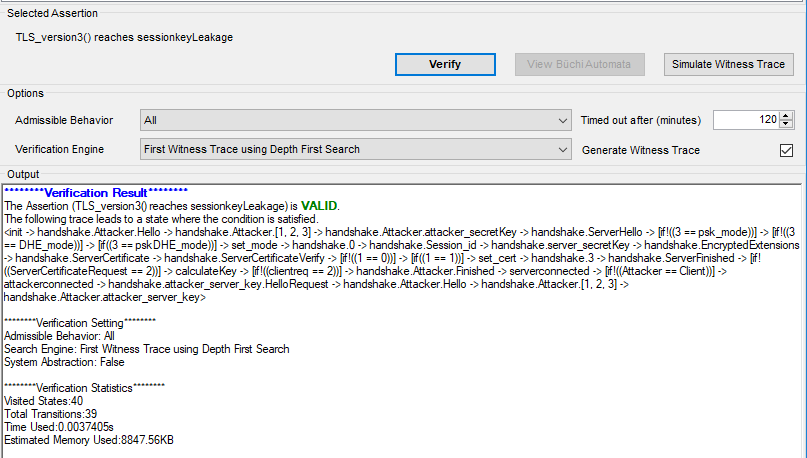 Selected Assertion
TLS_version3() reaches sessionkeyLeakage
Verify
View Büchi Automata
Simulate Witness Trace
Options
Admissible Behavior
All
Timed out after (minutes)
120
Verification Engine
First Witness Trace using Depth First Search
Generate Witness Trace
Output
********Verification Result********
The Assertion (TLS_version3() reaches sessionkeyLeakage) is VALID.
The following trace leads to a state where the condition is satisfied.
<init -> handshake.Attacker.Hello -> handshake.Attacker.[1, 2, 3] -> handshake.Attacker.attacker_secretKey -> handshake.ServerHello -> [if!((3 == psk_mode))] -> [if!((3
== DHE_mode))] -> [if((3 == pskDHE_mode))] -> set_mode -> handshake.0 -> handshake.Session_id -> handshake.server_secretKey -> handshake.EncryptedExtensions
-> handshake.ServerCertificate -> handshake.ServerCertificateVerify -> [if!((1 == 0))] -> [if((1 == 1))] -> set_cert -> handshake.3 -> handshake.ServerFinished -> [if!
((ServerCertificateRequest == 2))] -> calculateKey -> [if!((clientreq == 2))] -> handshake.Attacker.Finished -> serverconnected -> [if!((Attacker == Client))] ->
attackerconnected -> handshake.attacker_server_key.HelloRequest -> handshake.Attacker.Hello -> handshake.Attacker.[1, 2, 3] ->
handshake.Attacker.attacker_server_key>
********Verification Setting********
Admissible Behavior: All
Search Engine: First Witness Trace using Depth First Search
System Abstraction: False
********Verification Statistics********
Visited States:40
Total Transitions:39
Time Used:0.0037405s
Estimated Memory Used:8847.56KB